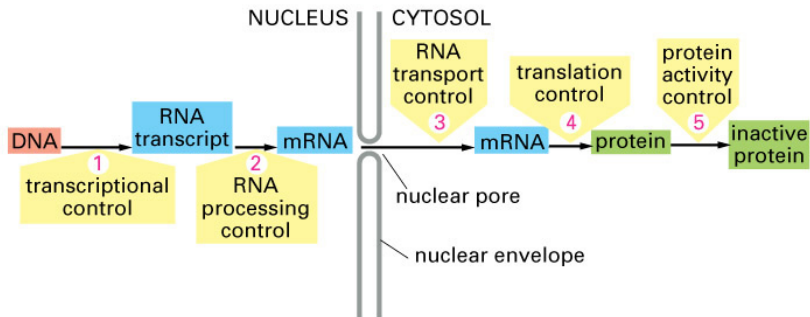 NUCLEUS
CYTOSOL
RNA
transport
control
3
translation
control
4
protein
activity
control
5
DNA
RNA
transcript
mRNA
mRNA
protein
inactive
protein
1
transcriptional
control
2
RNA
processing
control
nuclear pore
nuclear envelope